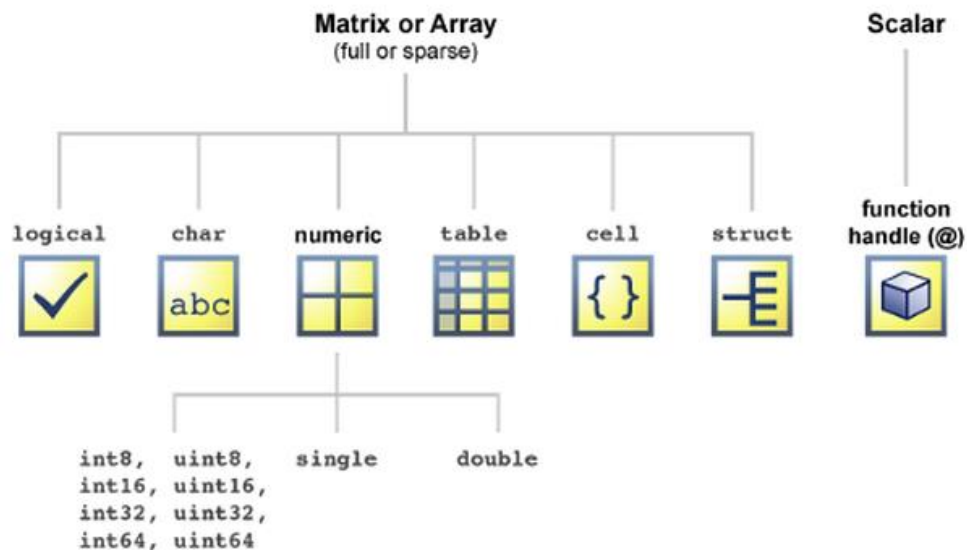 Matrix or Array
(full or sparse)
Scalar
logical
char
numeric
table
cell
struct
function
handle (@)
abc
{ }
int8, uint8,
int16, uint16,
int32, uint32,
int64, uint64
single
double